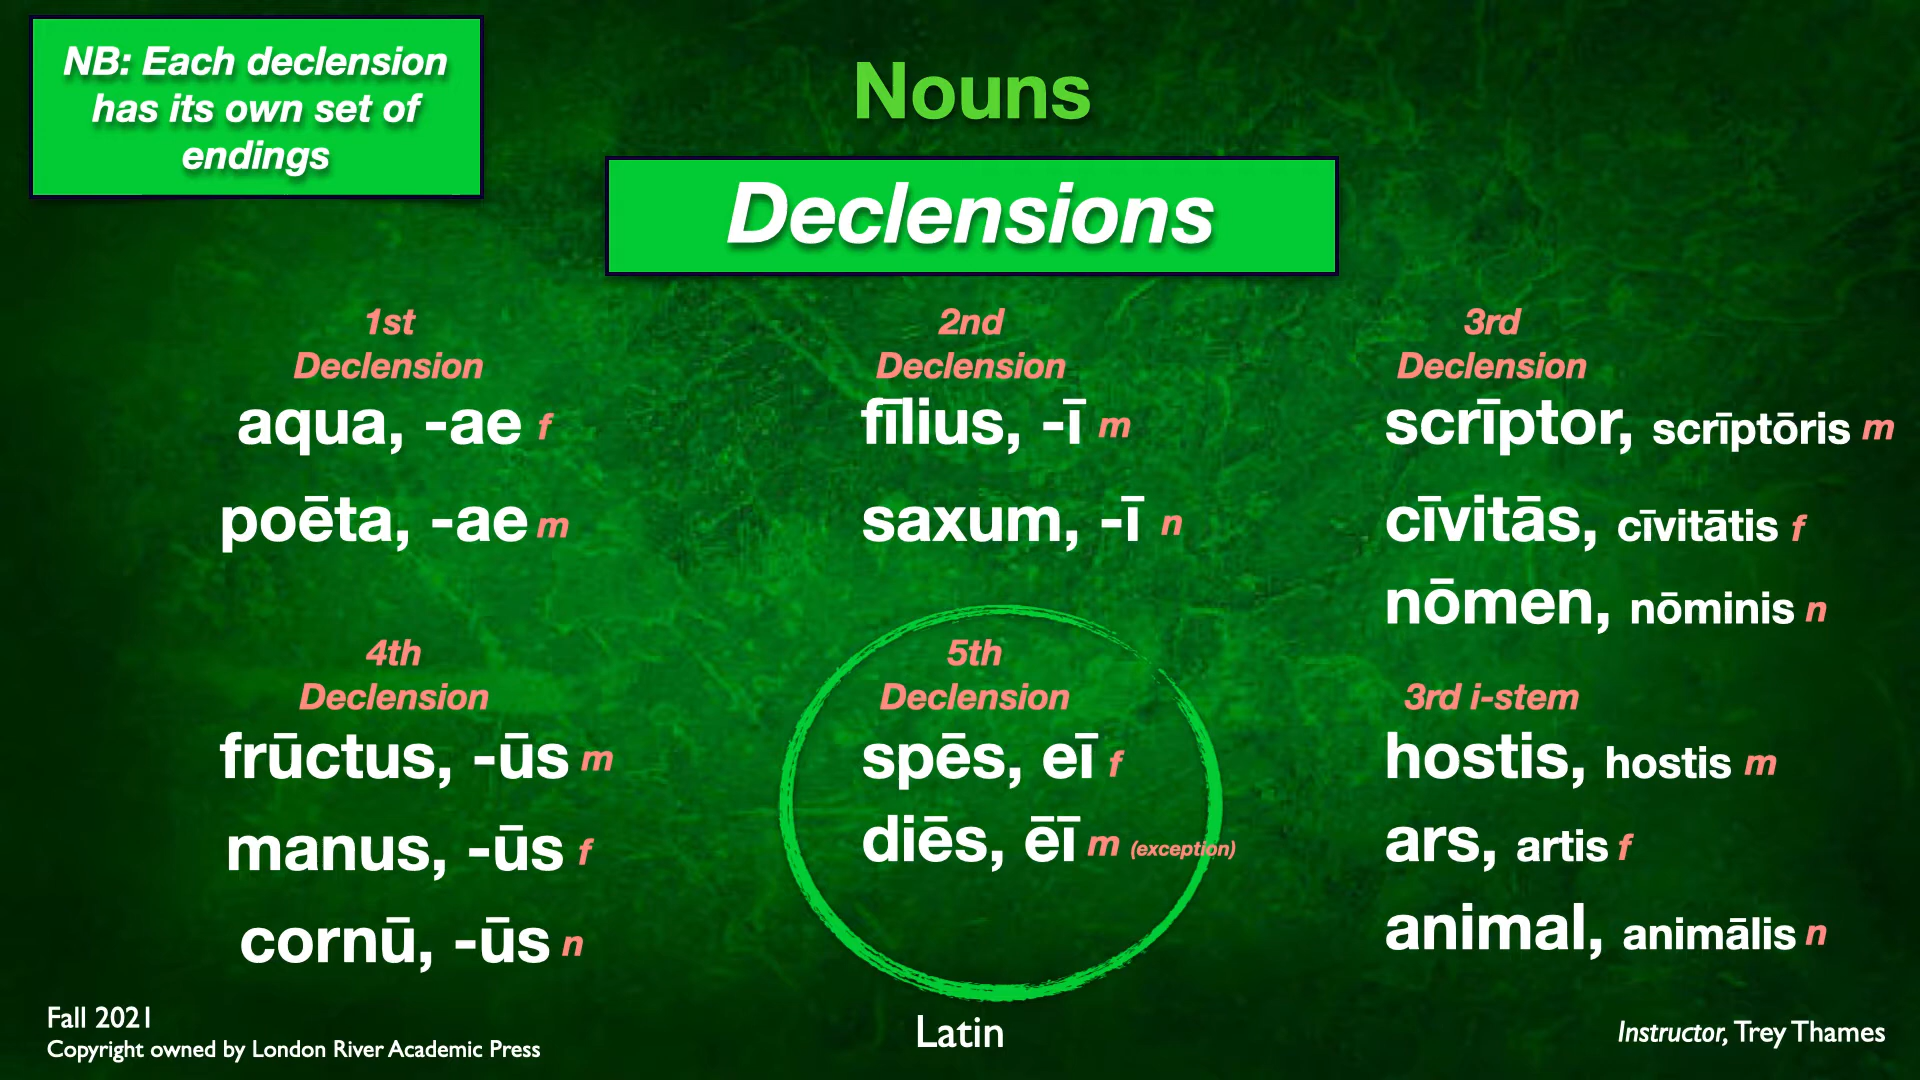 NB: Each declension
has its own set of
endings
Nouns
Declensions
1st
Declension
aqua, -ae f
poēta, -ae m
2nd
Declension
fīlius, -ī m
saxum, -ī n
3rd
Declension
scrīptor, scrīptōris m
cīvitās, cīvitātis f
nōmen, nōminis n
4th
Declension
frūctus, -ūs m
manus, -ūs f
cornū, -ūs n
5th
Declension
spēs, eī f
diēs, ēī m (exception)
3rd i-stem
hostis, hostis m
ars, artis f
animal, animālis n
Fall 2021
Copyright owned by London River Academic Press
Latin
Instructor, Trey Thames